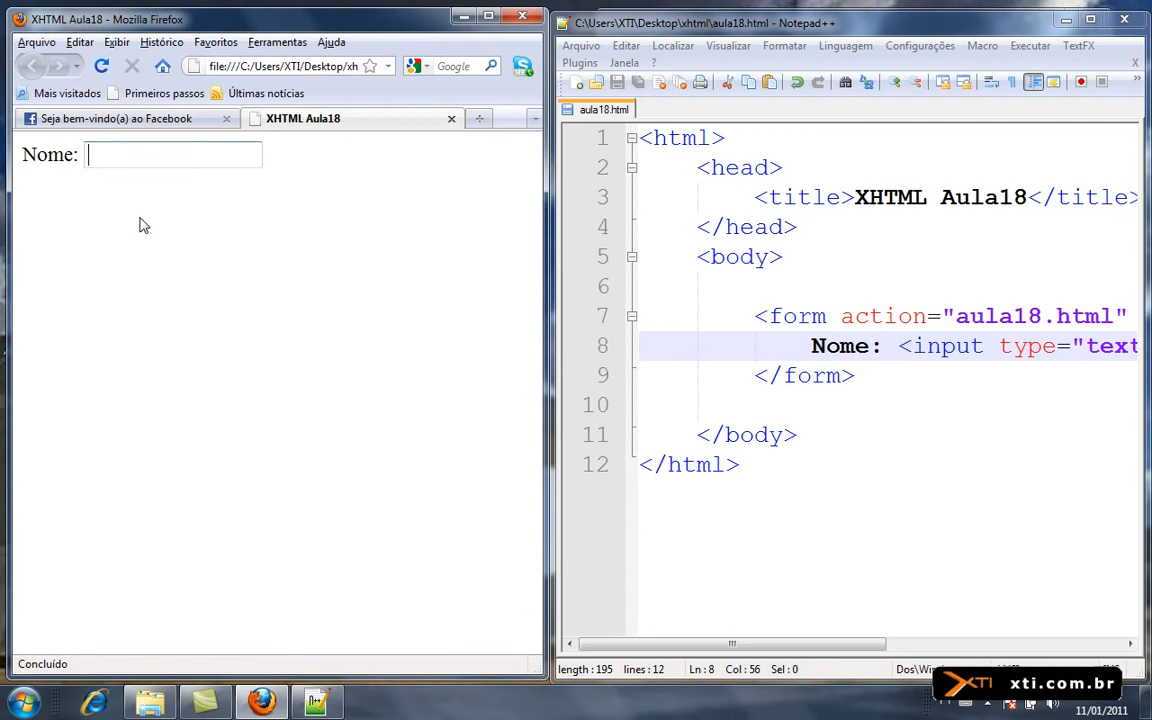 XHTML Aula18 - Mozilla Firefox
Arquivo Editar Exibir Histórico Favoritos Ferramentas Ajuda
file:///C:/Users/XTI/Desktop/xh
Google
Mais visitados Primeiros passos Últimas notícias
Seja bem-vindo(a) ao Facebook
XHTML Aula18
Nome:
Concluído
C:\Users\XTI\Desktop\xhtml\aula18.html - Notepad++
Arquivo Editar Localizar Visualizar Formatar Linguagem Configurações Macro Executar TextFX
Plugins Janela ? X
aula18.html
1 <html>
2 <head>
3 <title>XHTML Aula18</title>
4 </head>
5 <body>
6
7 <form action="aula18.html"
8 Nome: <input type="text
9 </form>
10
11 </body>
12 </html>
length : 195 lines : 12 Ln : 8 Col : 56 Sel : 0 Dos\Win
XTI xti.com.br
11/01/2011